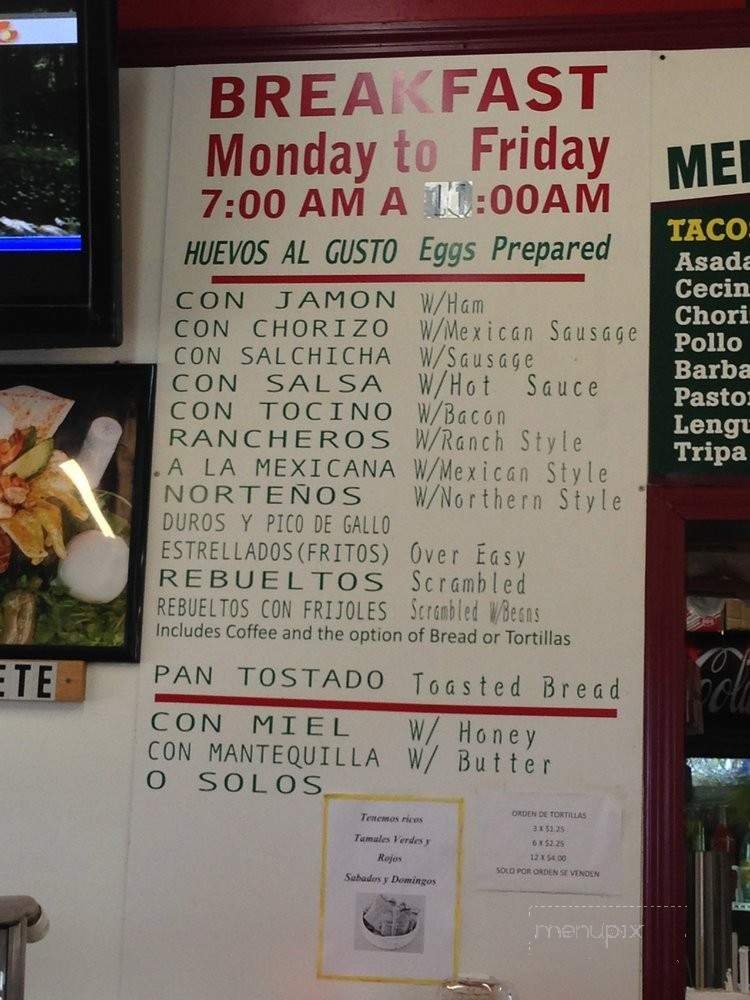 BREAKFAST
Monday to Friday
7:00 AM A 11:00AM
HUEVOS AL GUSTO Eggs Prepared
CON JAMON W/Ham
CON CHORIZO W/Mexican Sausage
CON SALCHICHA W/Sausage
CON SALSA W/Hot Sauce
CON TOCINO W/Bacon
RANCHEROS W/Ranch Style
A LA MEXICANA W/Mexican Style
NORTEÑOS W/Northern Style
DUROS Y PICO DE GALLO
ESTRELLADOS(FRITOS) Over Easy
REBUELTOS Scrambled
REBUELTOS CON FRIJOLES Scrambled W/Beans
Includes Coffee and the option of Bread or Tortillas
PAN TOSTADO Toasted Bread
CON MIEL W/ Honey
CON MANTEQUILLA W/ Butter
O SOLOS
Tenemos ricos
Tamales Verdes y
Rojos
Sabados y Domingos
ORDEN DE TORTILLAS
3 X $1.25
6 X $2.25
12 X $4.00
SOLO POR ORDEN SE VENDEN
ETE
ME
TACO
Asada
Cecin
Chori
Pollo
Barba
Pastor
Lengu
Tripa
menupix